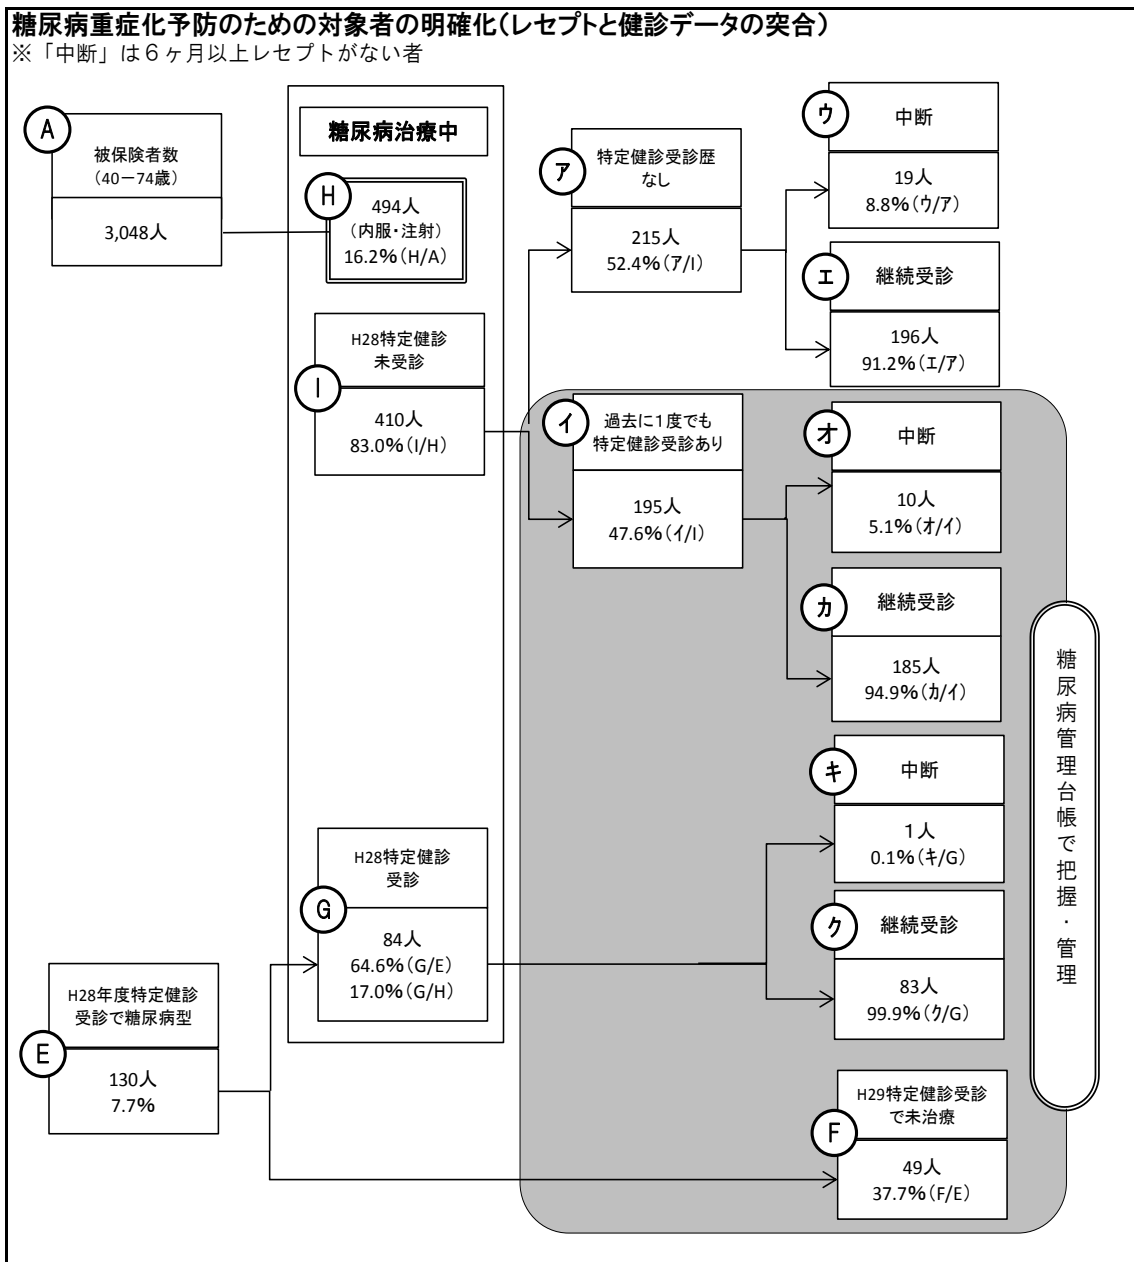 糖尿病重症化予防のための対象者の明確化(レセプトと健診データの突合)
※「中断」は6ヶ月以上レセプトがない者
A
被保険者数
(40-74歳)
3,048人
糖尿病治療中
H
494人
(内服・注射)
16.2%(H/A)
I
H28特定健診
未受診
410人
83.0%(I/H)
ア
特定健診受診歴
なし
215人
52.4%(ア/I)
ウ
中断
19人
8.8%(ウ/ア)
エ
継続受診
196人
91.2%(エ/ア)
イ
過去に1度でも
特定健診受診あり
195人
47.6%(イ/I)
オ
中断
10人
5.1%(オ/イ)
カ
継続受診
185人
94.9%(カ/イ)
G
H28特定健診
受診
84人
64.6%(G/E)
17.0%(G/H)
キ
中断
1人
0.1%(キ/G)
ク
継続受診
83人
99.9%(ク/G)
E
H28年度特定健診
受診で糖尿病型
130人
7.7%
F
H29特定健診受診
で未治療
49人
37.7%(F/E)
糖尿病管理台帳で把握・管理